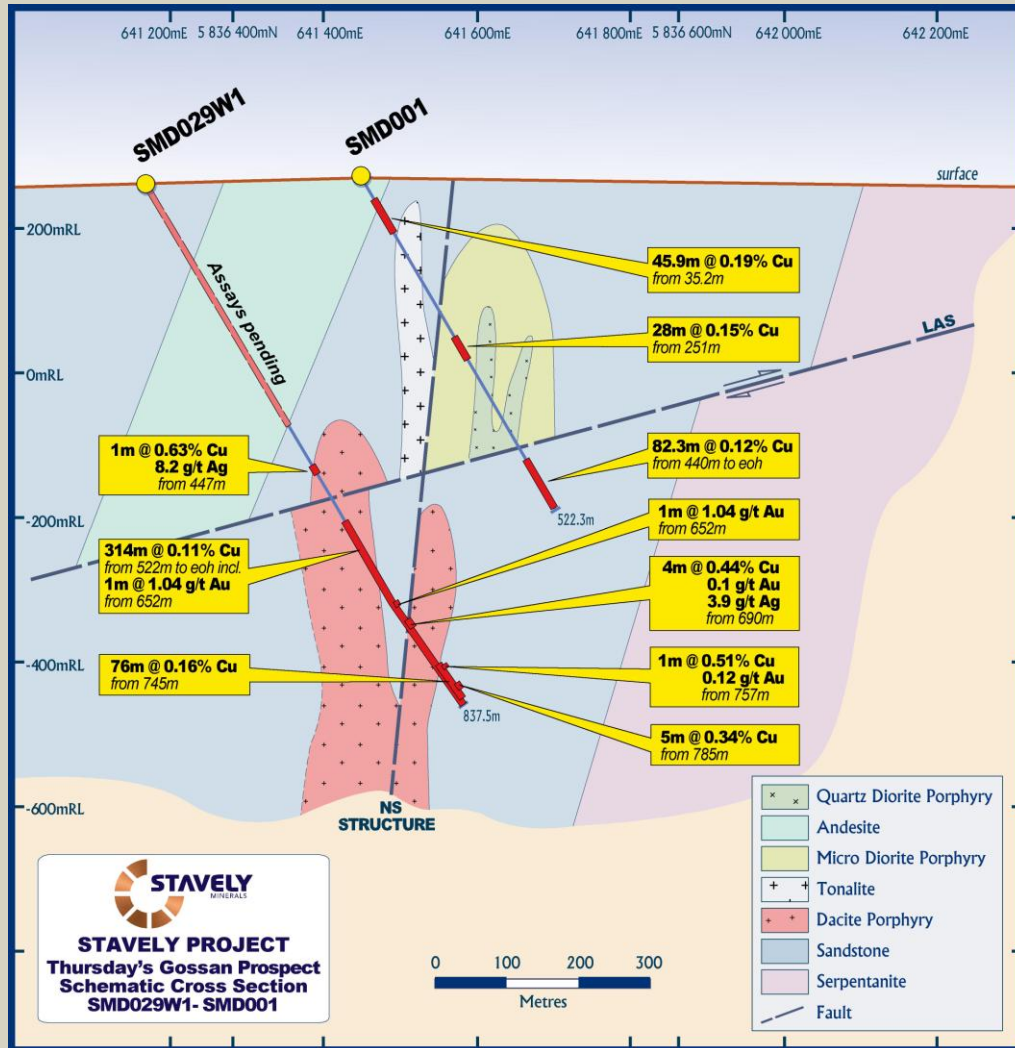 641 200mE 5 836 400mN 641 400mE 641 600mE 641 800mE 5 836 600mN 642 000mE 642 200mE
SMD029W1
SMD001
surface
200mRL
0mRL
-200mRL
-400mRL
-600mRL
Assays pending
LAS
45.9m @ 0.19% Cu
from 35.2m
28m @ 0.15% Cu
from 251m
82.3m @ 0.12% Cu
from 440m to eoh
522.3m
1m @ 0.63% Cu
8.2 g/t Ag
from 447m
1m @ 1.04 g/t Au
from 652m
314m @ 0.11% Cu
from 522m to eoh incl.
1m @ 1.04 g/t Au
from 652m
4m @ 0.44% Cu
0.1 g/t Au
3.9 g/t Ag
from 690m
76m @ 0.16% Cu
from 745m
1m @ 0.51% Cu
0.12 g/t Au
from 757m
837.5m
5m @ 0.34% Cu
from 785m
NS
STRUCTURE
Quartz Diorite Porphyry
Andesite
Micro Diorite Porphyry
Tonalite
Dacite Porphyry
Sandstone
Serpentanite
Fault
STAVELY
MINERALS
STAVELY PROJECT
Thursday's Gossan Prospect
Schematic Cross Section
SMD029W1- SMD001
0 100 200 300
Metres